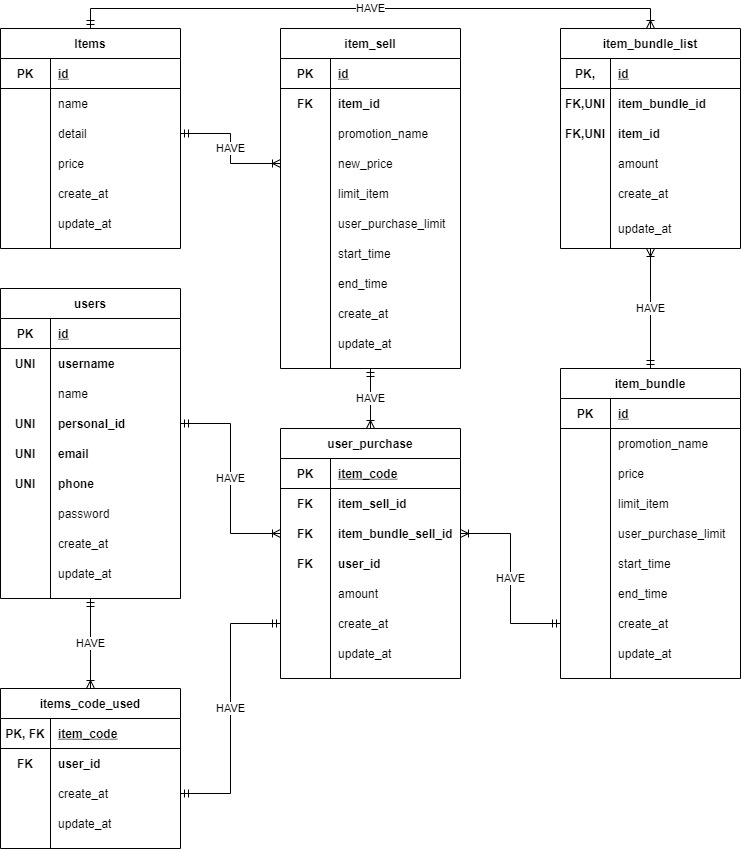 HAVE
Items
PK id
name
detail
price
create_at
update_at
HAVE
item_sell
PK id
FK item_id
promotion_name
new_price
limit_item
user_purchase_limit
start_time
end_time
create_at
update_at
item_bundle_list
PK, id
FK,UNI item_bundle_id
FK,UNI item_id
amount
create_at
update_at
HAVE
users
PK id
UNI username
name
UNI personal_id
UNI email
UNI phone
password
create_at
update_at
HAVE
HAVE
user_purchase
PK item_code
FK item_sell_id
FK item_bundle_sell_id
FK user_id
amount
create_at
update_at
HAVE
item_bundle
PK id
promotion_name
price
limit_item
user_purchase_limit
start_time
end_time
create_at
update_at
HAVE
HAVE
items_code_used
PK, FK item_code
FK user_id
create_at
update_at